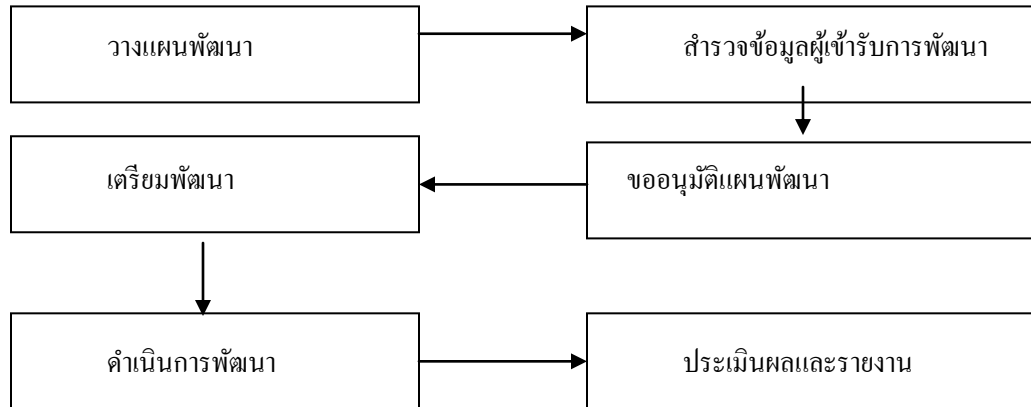 วางแผนพัฒนา
สำรวจข้อมูลผู้เข้ารับการพัฒนา
ขออนุมัติแผนพัฒนา
เตรียมพัฒนา
ดำเนินการพัฒนา
ประเมินผลและรายงาน